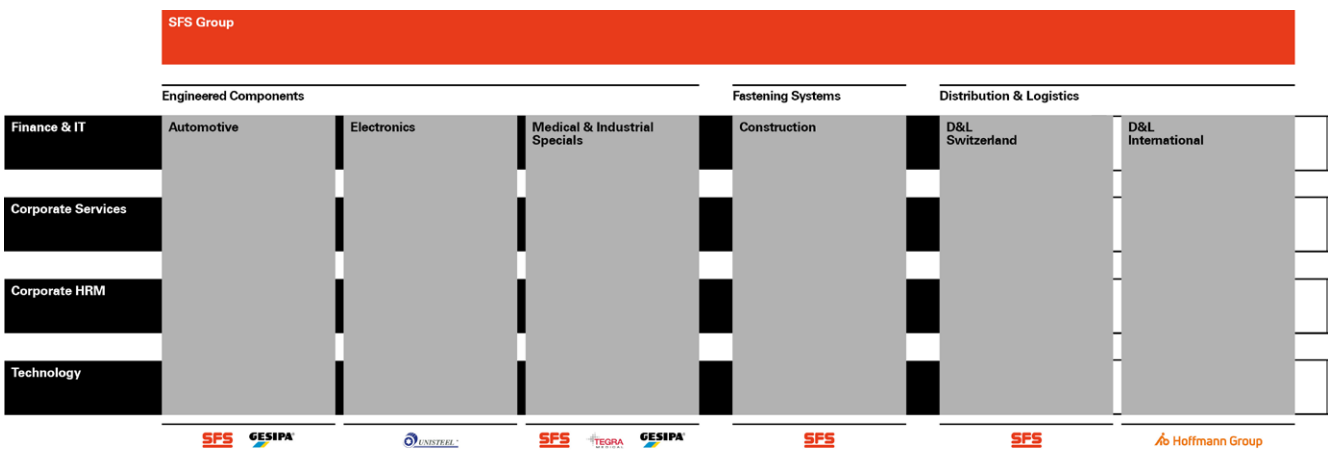 SFS Group
Engineered Components
Fastening Systems
Distribution & Logistics
Finance & IT
Automotive
Electronics
Medical & Industrial
Specials
Construction
D&L
Switzerland
D&L
International
Corporate Services
Corporate HRM
Technology
SFS
GESIPA
UNISTEEL
SFS
TEGRA
MEDICAL
GESIPA
SFS
SFS
Hoffmann Group